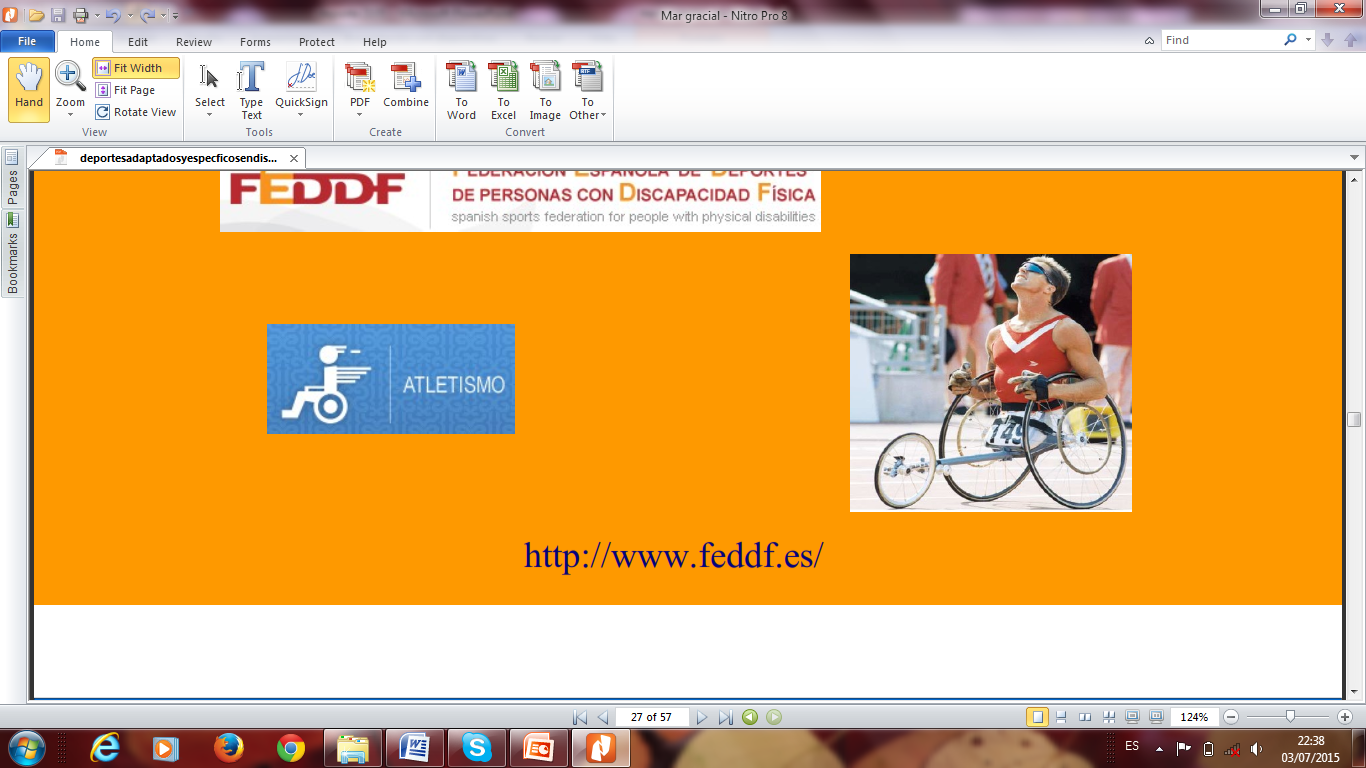 Mar gracial - Nitro Pro 8
File Home Edit Review Forms Protect Help Find
Hand Zoom Fit Width Fit Page Rotate View
Select Type Text QuickSign PDF Combine To Word To Excel To Image To Other
View Tools Create Convert
deportesadaptadosyespecficosendis...
Pages
Bookmarks
FEDDF
FEDERACIÓN ESPAÑOLA DE DEPORTES
DE PERSONAS CON DISCAPACIDAD FÍSICA
spanish sports federation for people with physical disabilities
ATLETISMO
149
http://www.feddf.es/
27 of 57
124%
ES
22:38
03/07/2015